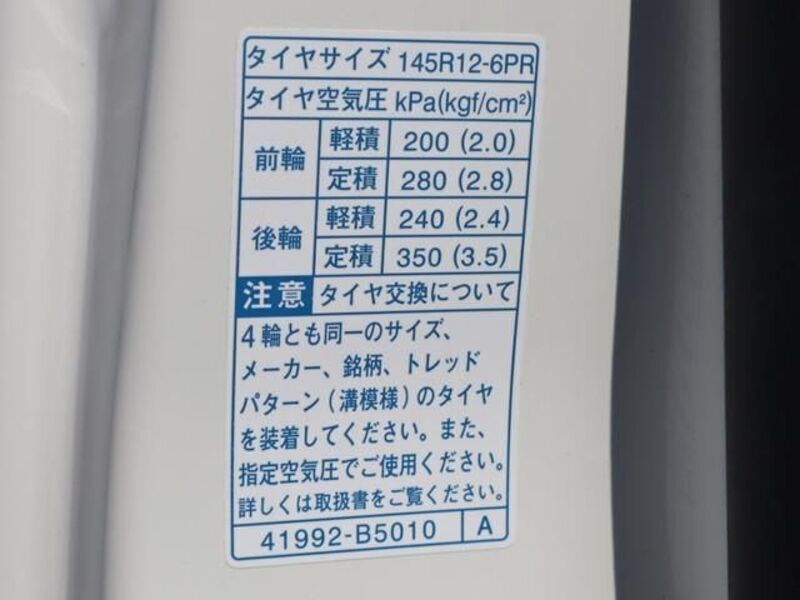 タイヤサイズ 145R12-6PR
タイヤ空気圧 kPa(kgf/cm²)
前輪 軽積 200 (2.0)
定積 280 (2.8)
後輪 軽積 240 (2.4)
定積 350 (3.5)
注意 タイヤ交換について
4輪とも同一のサイズ、
メーカー、銘柄、トレッド
パターン(溝模様)のタイヤ
を装着してください。また、
指定空気圧でご使用ください。
詳しくは取扱書をご覧ください。
41992-B5010 A